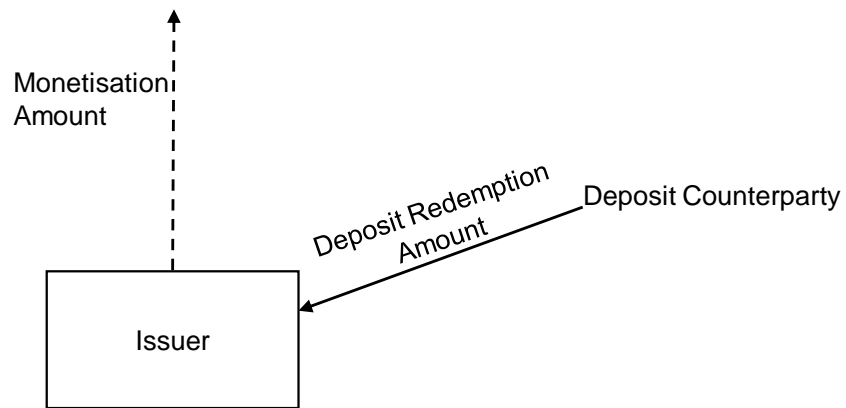 Monetisation
Amount
Deposit Redemption
Amount
Deposit Counterparty
Issuer